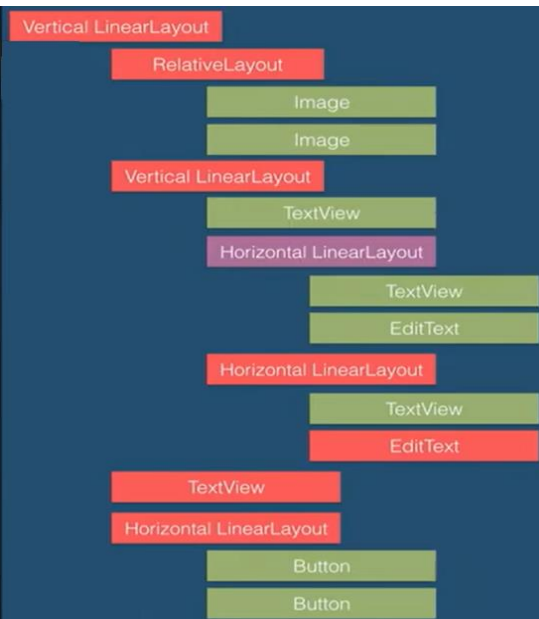 Vertical LinearLayout
RelativeLayout
Image
Image
Vertical LinearLayout
TextView
Horizontal LinearLayout
TextView
EditText
Horizontal LinearLayout
TextView
EditText
TextView
Horizontal LinearLayout
Button
Button